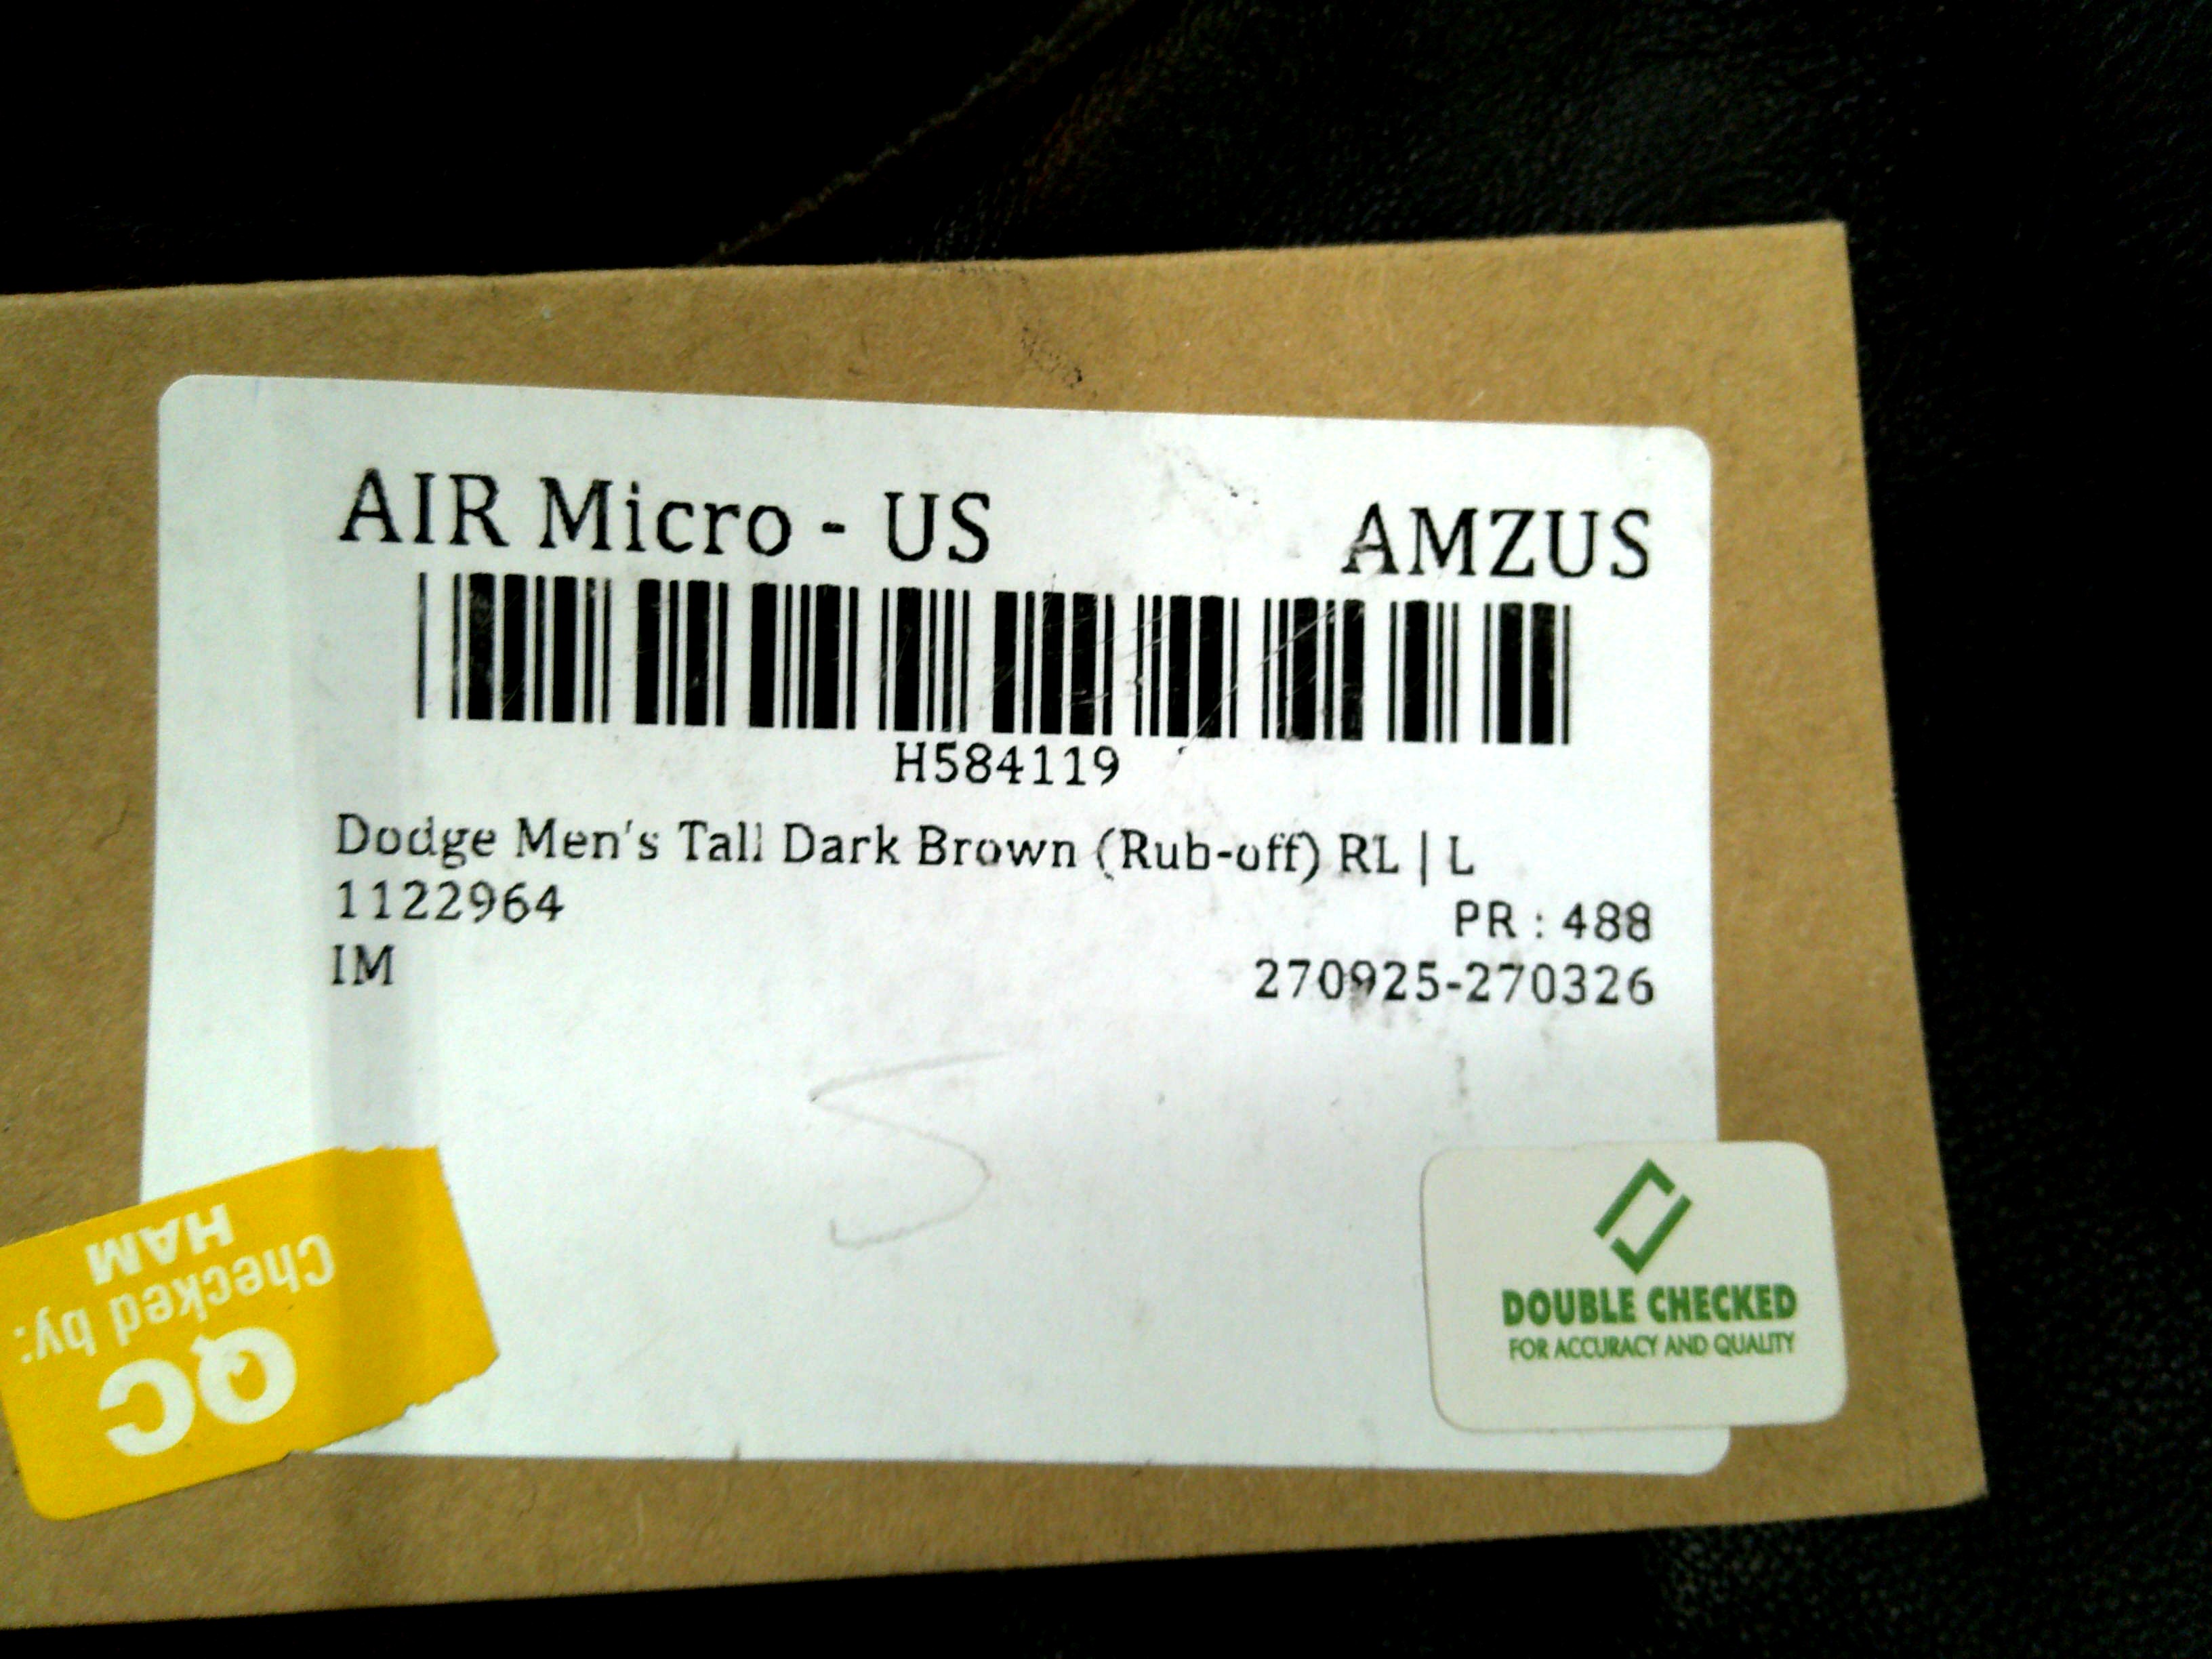 AIR Micro - US AMZUS
H584119
Dodge Men's Tall Dark Brown (Rub-off) RL | L
1122964 PR : 488
IM 270925-270326
5
QC
Checked by:
HAM
DOUBLE CHECKED
FOR ACCURACY AND QUALITY